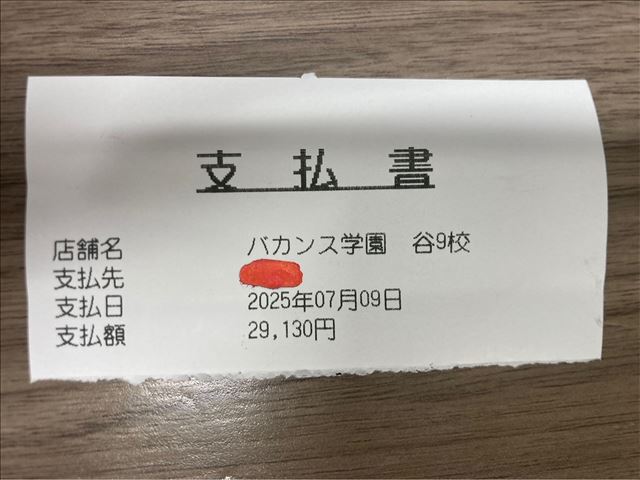 支払書
店舗名 バカンス学園 谷9校
支払先
支払日 2025年07月09日
支払額 29,130円